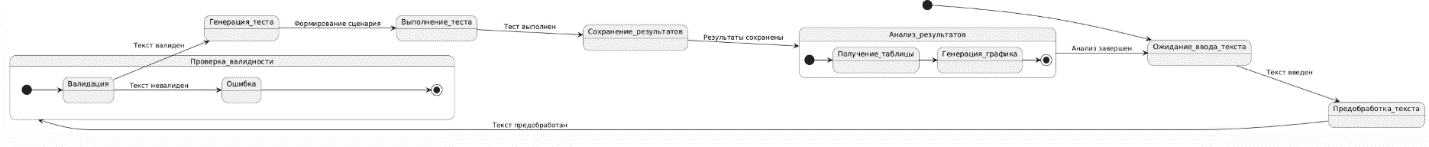 Генерация_теста
Формирование сценария
Выполнение_теста
Тест выполнен
Сохранение_результатов
Результаты сохранены
Анализ_результатов
Получение_таблицы
Генерация_графика
Анализ завершен
Ожидание_ввода_текста
Текст введен
Предобработка_текста
Текст предобработан
Текст валиден
Проверка_валидности
Валидация
Текст невалиден
Ошибка